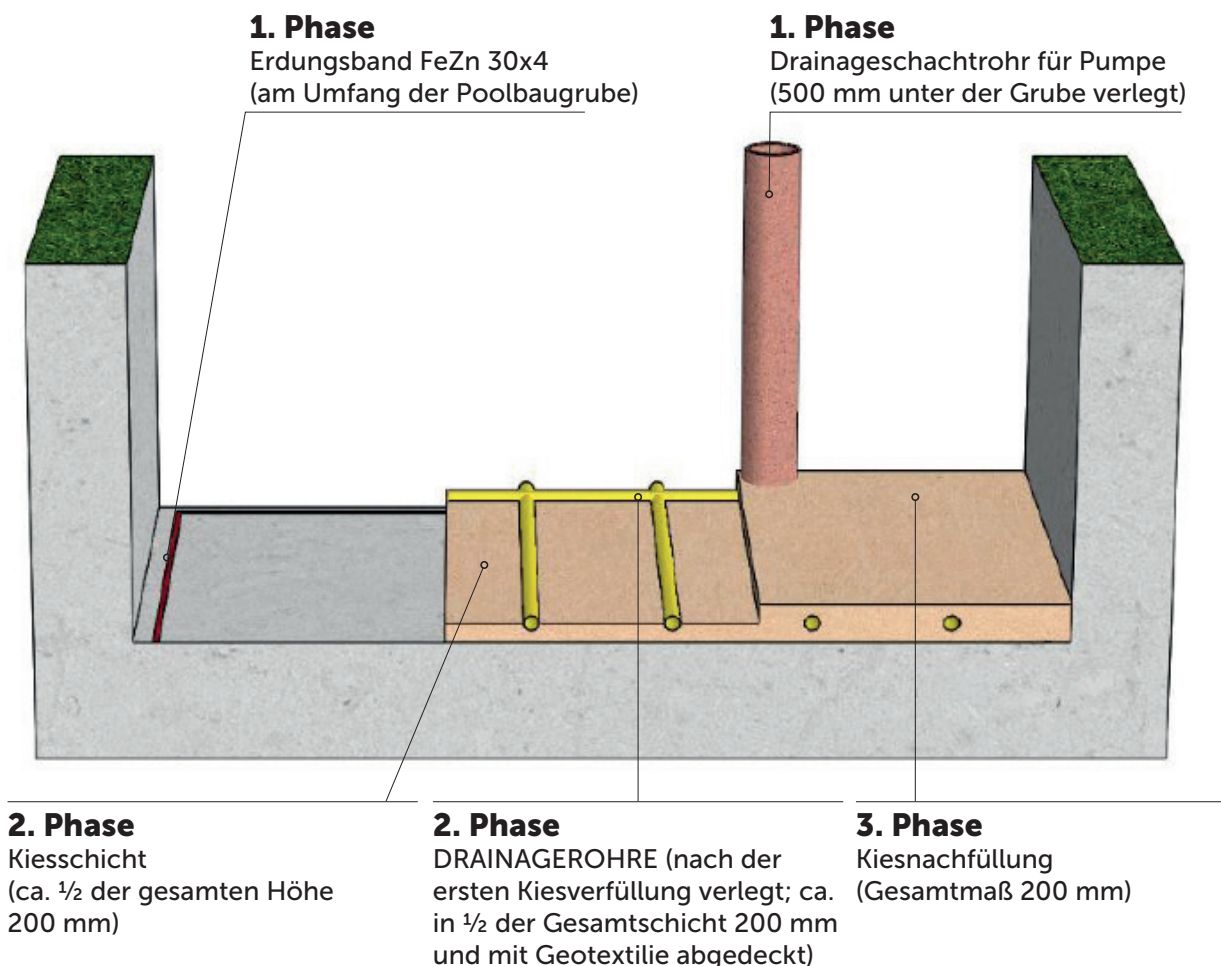 1. Phase
Erdungsband FeZn 30x4
(am Umfang der Poolbaugrube)
1. Phase
Drainageschachtrohr für Pumpe
(500 mm unter der Grube verlegt)
2. Phase
Kiesschicht
(ca. ½ der gesamten Höhe
200 mm)
2. Phase
DRAINAGEROHRE (nach der
ersten Kiesverfüllung verlegt; ca.
in ½ der Gesamtschicht 200 mm
und mit Geotextilie abgedeckt)
3. Phase
Kiesnachfüllung
(Gesamtmaß 200 mm)